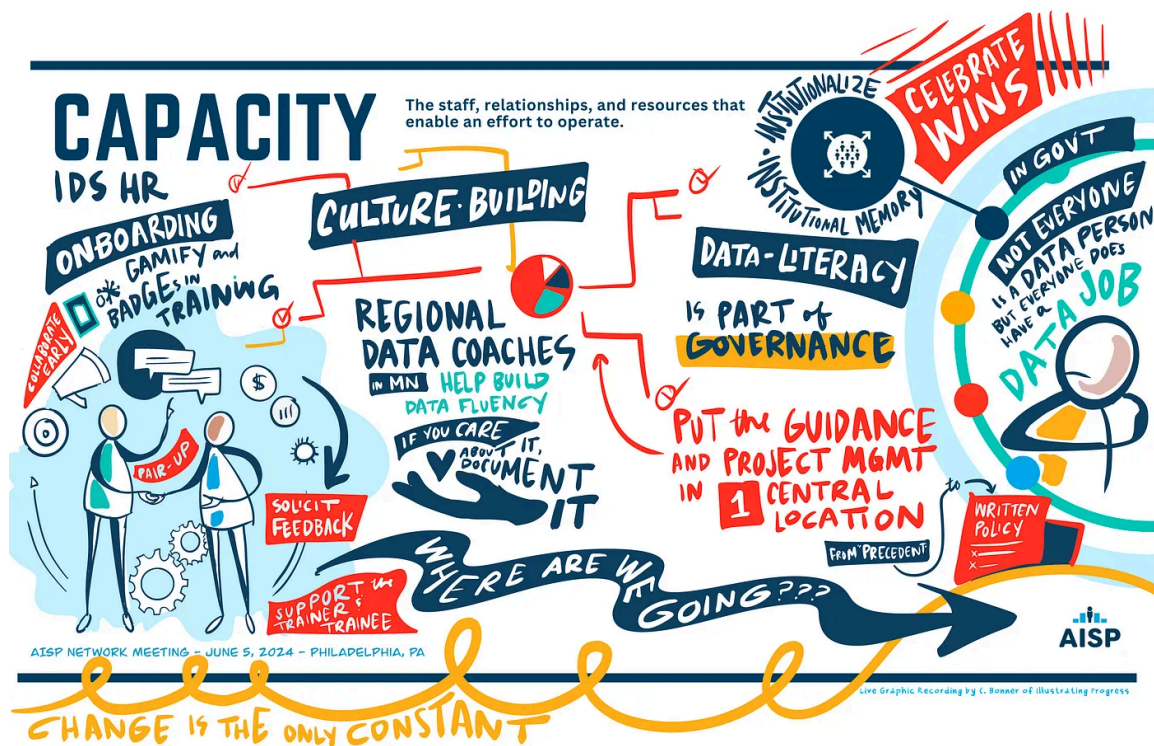 CAPACITY
The staff, relationships, and resources that
enable an effort to operate.
IDS HR
ONBOARDING
GAMIFY and
BADGES in
TRAINING
COLLABORATE
EARLY
PAIR-UP
$
SOLICIT
FEEDBACK
SUPPORT the
TRAINER &
TRAINEE
CULTURE·BUILDING
REGIONAL
DATA COACHES
IN MN HELP BUILD
DATA FLUENCY
IF YOU CARE
ABOUT IT,
DOCUMENT
IT
WHERE ARE WE
GOING???
INSTITUTIONALIZE
· INSTITUTIONAL MEMORY
CELEBRATE
WINS
DATA-LITERACY
IS PART of
GOVERNANCE
PUT the GUIDANCE
AND PROJECT MGMT
IN 1 CENTRAL
LOCATION
IN GOV'T
NOT EVERYONE
IS A DATA PERSON
BUT EVERYONE DOES
HAVE a
DATA JOB
FROM "PRECEDENT"
to
WRITTEN
POLICY
x
x
AISP
AISP NETWORK MEETING – JUNE 5, 2024 – PHILADELPHIA, PA
Live Graphic Recording by C. Bonner of Illustrating Progress
CHANGE IS THE ONLY CONSTANT